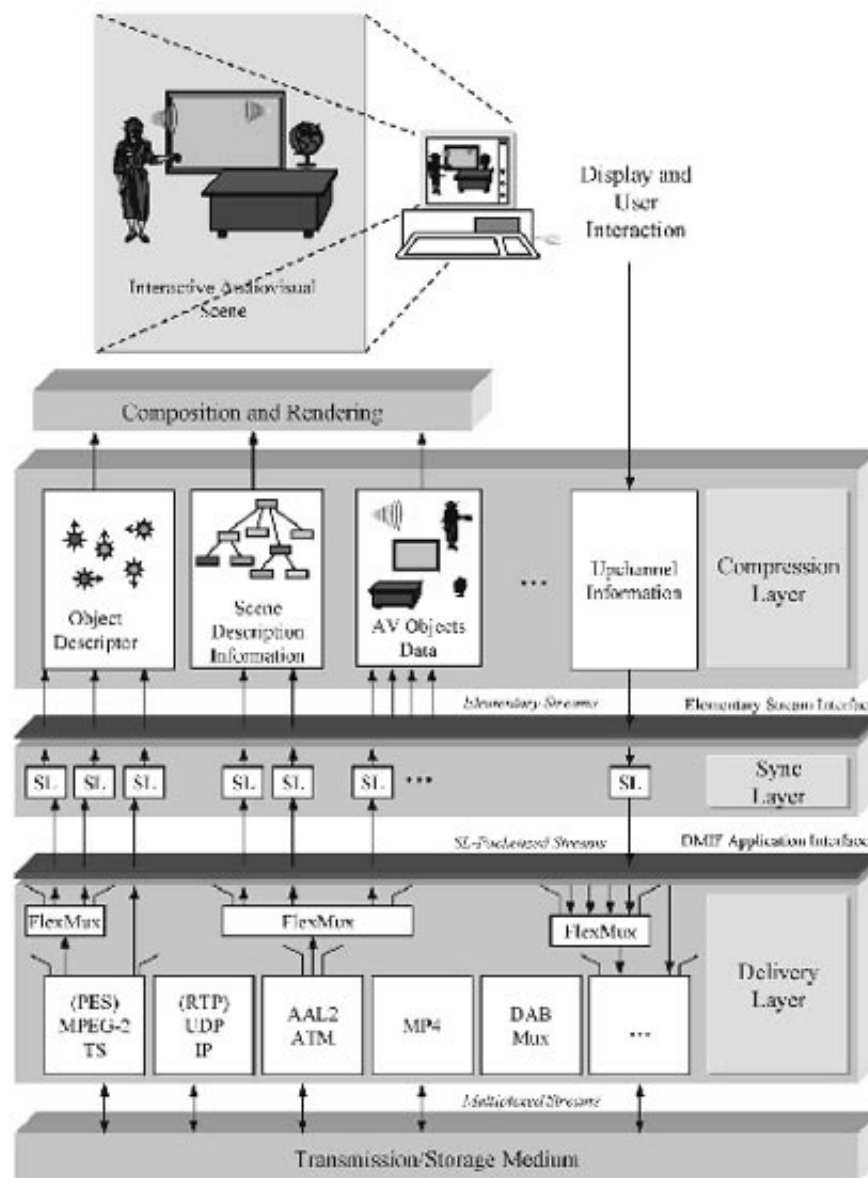 Display and
User
Interaction
Interactive Audiovisual
Scene
Composition and Rendering
Object
Descriptor
Scene
Description
Information
AV Objects
Data
...
Upchannel
Information
Compression
Layer
Elementary Streams
Elementary Stream Interface
SL
SL
SL
SL
SL
SL
...
SL
Sync
Layer
SL-Packetized Streams
DMIF Application Interface
FlexMux
FlexMux
FlexMux
Delivery
Layer
(PES)
MPEG-2
TS
(RTP)
UDP
IP
AAL2
ATM
MP4
DAB
Mux
...
Multiplexed Streams
Transmission/Storage Medium